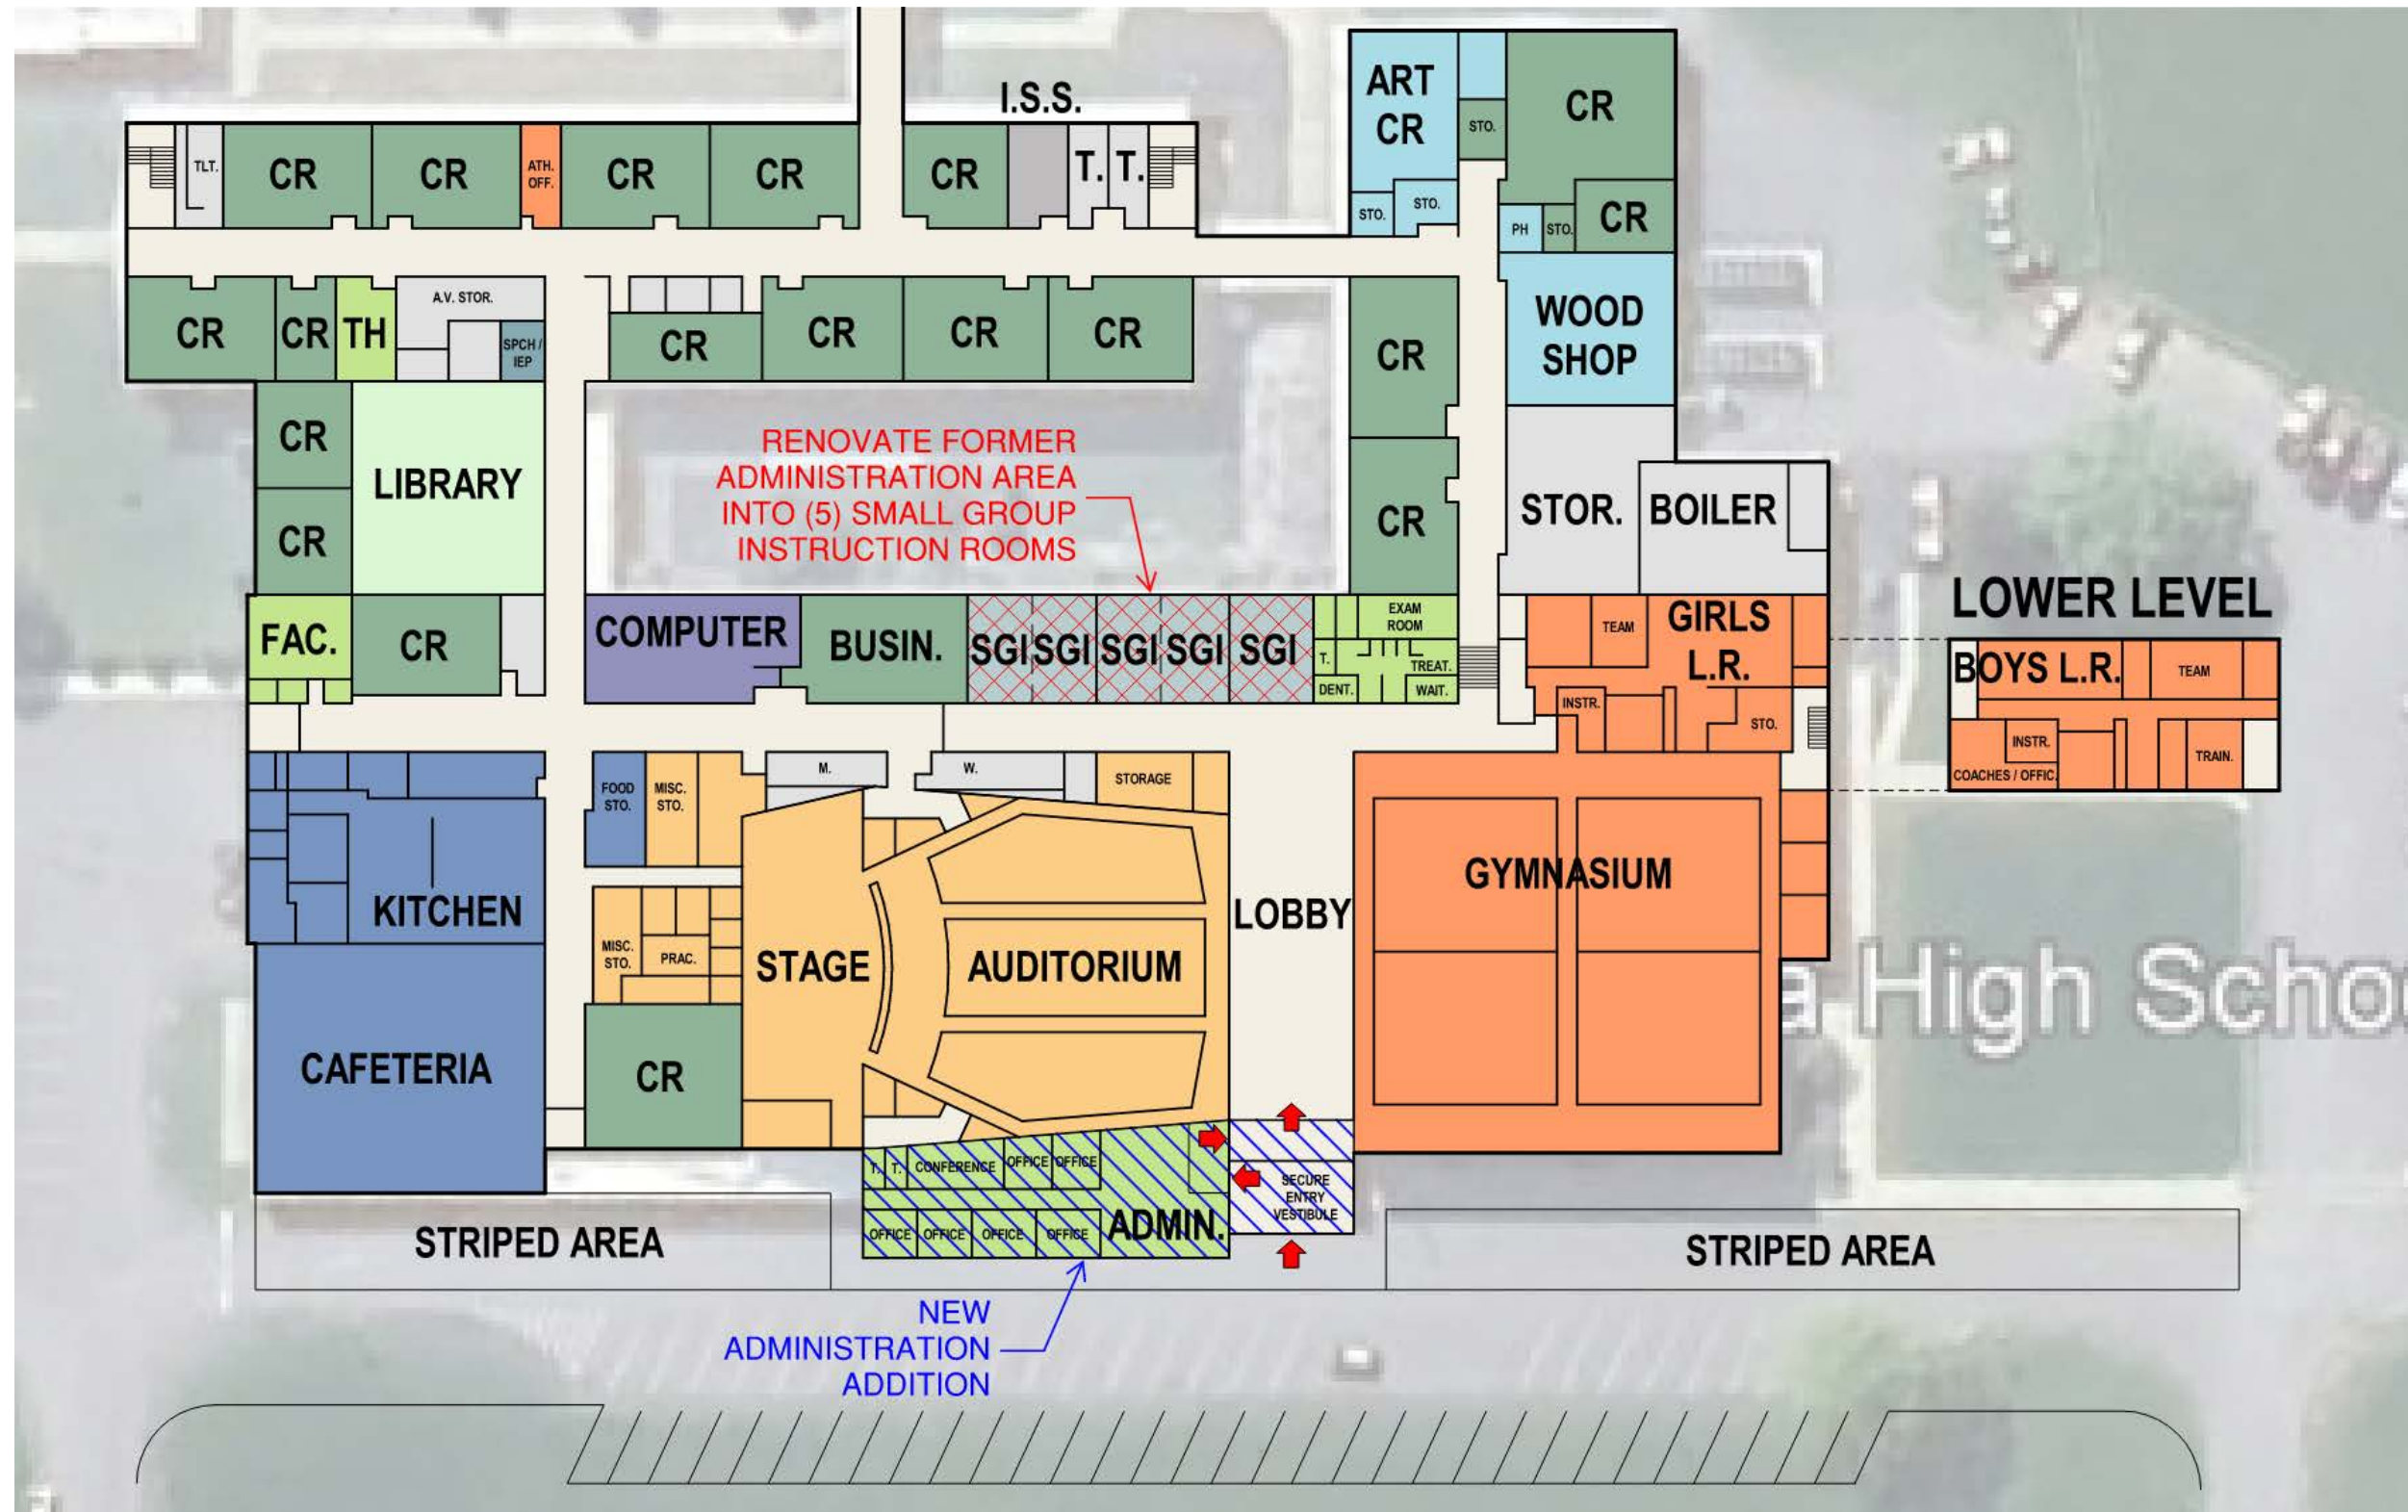 I.S.S.
ART
CR
CR
STO.
TLT.
CR
CR
ATH.
OFF.
CR
CR
CR
T.
T.
STO.
STO.
PH
STO.
CR
CR
CR
TH
A.V. STOR.
SPCH /
IEP
CR
CR
CR
CR
CR
WOOD
SHOP
CR
LIBRARY
CR
RENOVATE FORMER
ADMINISTRATION AREA
INTO (5) SMALL GROUP
INSTRUCTION ROOMS
CR
STOR.
BOILER
FAC.
CR
COMPUTER
BUSIN.
SGI
SGI
SGI
SGI
SGI
EXAM
ROOM
T.
TREAT.
DENT.
WAIT.
TEAM
GIRLS
L.R.
INSTR.
STO.
LOWER LEVEL
BOYS L.R.
TEAM
INSTR.
COACHES / OFFIC.
TRAIN.
FOOD
STO.
MISC.
STO.
M.
W.
STORAGE
KITCHEN
MISC.
STO.
PRAC.
STAGE
AUDITORIUM
LOBBY
GYMNASIUM
CAFETERIA
CR
a High Schoo
T.
T.
CONFERENCE
OFFICE
OFFICE
SECURE
ENTRY
VESTIBULE
OFFICE
OFFICE
OFFICE
OFFICE
ADMIN.
STRIPED AREA
STRIPED AREA
NEW
ADMINISTRATION
ADDITION